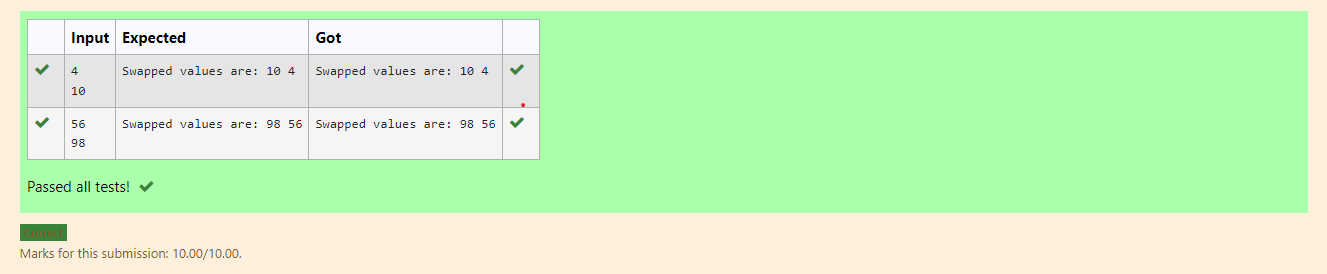 Input Expected Got
4 Swapped values are: 10 4 Swapped values are: 10 4
10
56 Swapped values are: 98 56 Swapped values are: 98 56
98
Passed all tests!
Correct
Marks for this submission: 10.00/10.00.